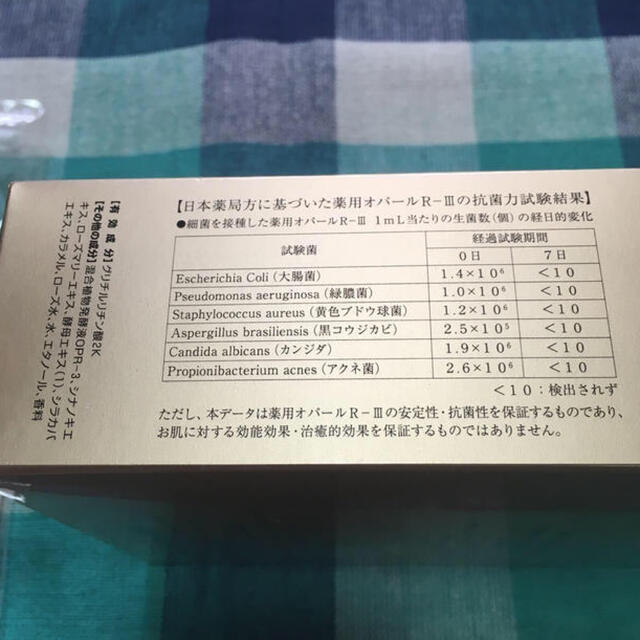 【日本薬局方に基づいた薬用オパールR-Ⅲの抗菌力試験結果】
●細菌を接種した薬用オパールR-Ⅲ 1mL当たりの生菌数(個)の経日的変化
試験菌 経過試験期間
0日 7日
Escherichia Coli (大腸菌) 1.4×10⁶ <10
Pseudomonas aeruginosa (緑膿菌) 1.0×10⁶ <10
Staphylococcus aureus (黄色ブドウ球菌) 1.2×10⁶ <10
Aspergillus brasiliensis (黒コウジカビ) 2.5×10⁵ <10
Candida albicans (カンジダ) 1.9×10⁶ <10
Propionibacterium acnes (アクネ菌) 2.6×10⁶ <10
<10:検出されず
ただし、本データは薬用オパールR-Ⅲの安定性・抗菌性を保証するものであり、
お肌に対する効能効果・治癒的効果を保証するものではありません。
【有効成分】グリチルリチン酸2K
【その他の成分】混合植物発酵液OPR-3、シナノキエ
キス、ローズマリーエキス、酵母エキス(1)、シラカバ
エキス、カラメル、ローズ水、水、エタノール、香料